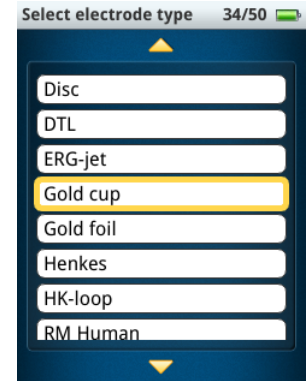 Select electrode type 34/50
Disc
DTL
ERG-jet
Gold cup
Gold foil
Henkes
HK-loop
RM Human